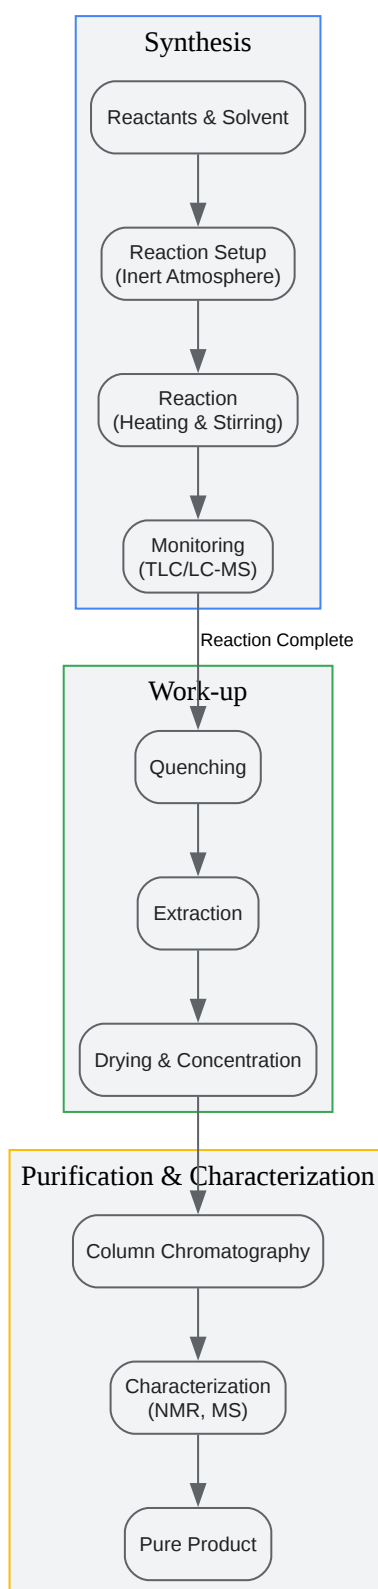 Synthesis
Reactants & Solvent
Reaction Setup
(Inert Atmosphere)
Reaction
(Heating & Stirring)
Monitoring
(TLC/LC-MS)
Reaction Complete
Work-up
Quenching
Extraction
Drying & Concentration
Purification & Characterization
Column Chromatography
Characterization
(NMR, MS)
Pure Product